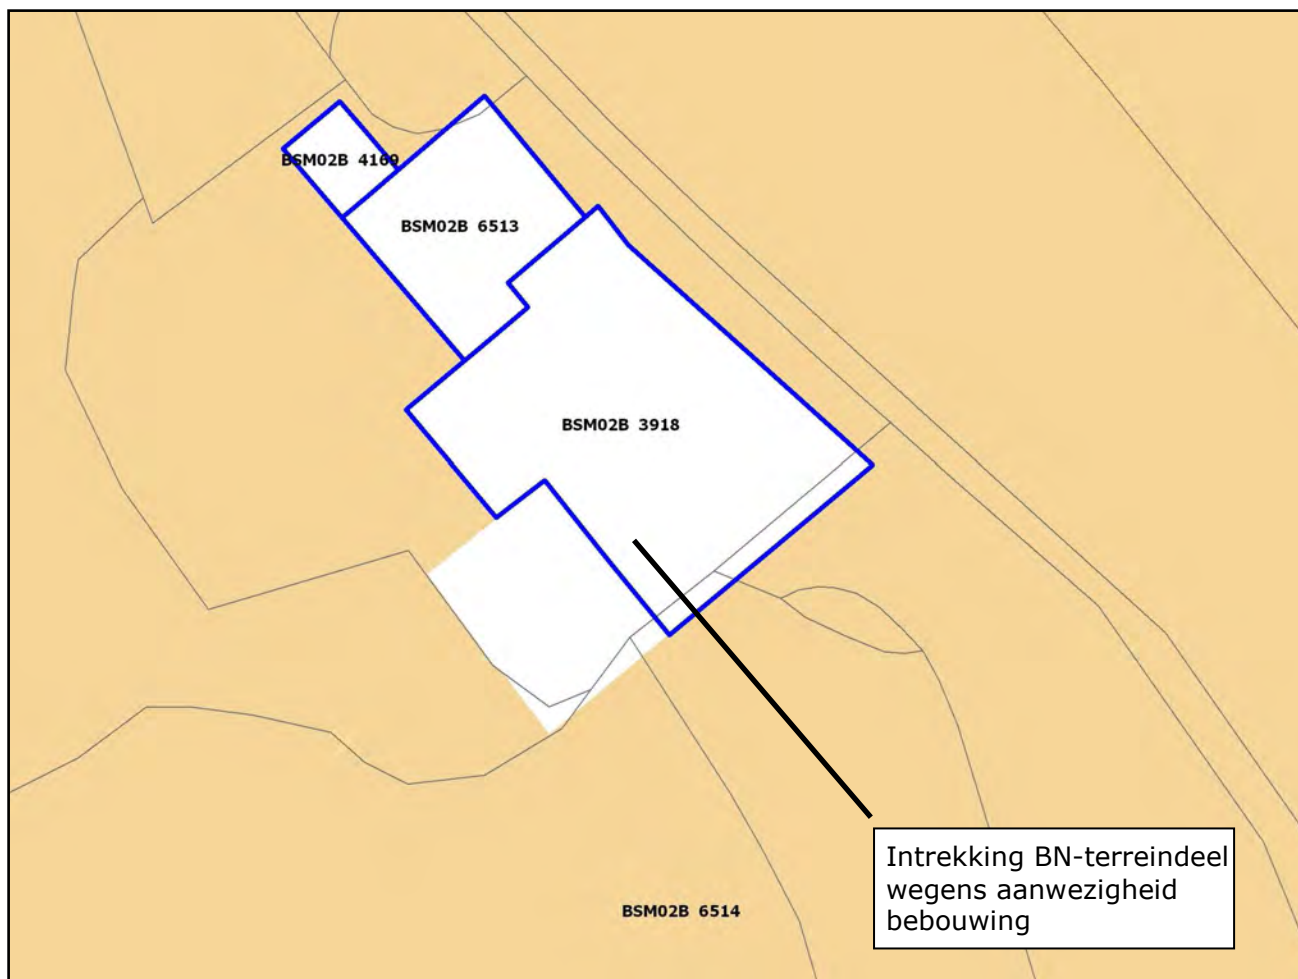 BSM02B 4169
BSM02B 6513
BSM02B 3918
Intrekking BN-terreindeel
wegens aanwezigheid
bebouwing
BSM02B 6514